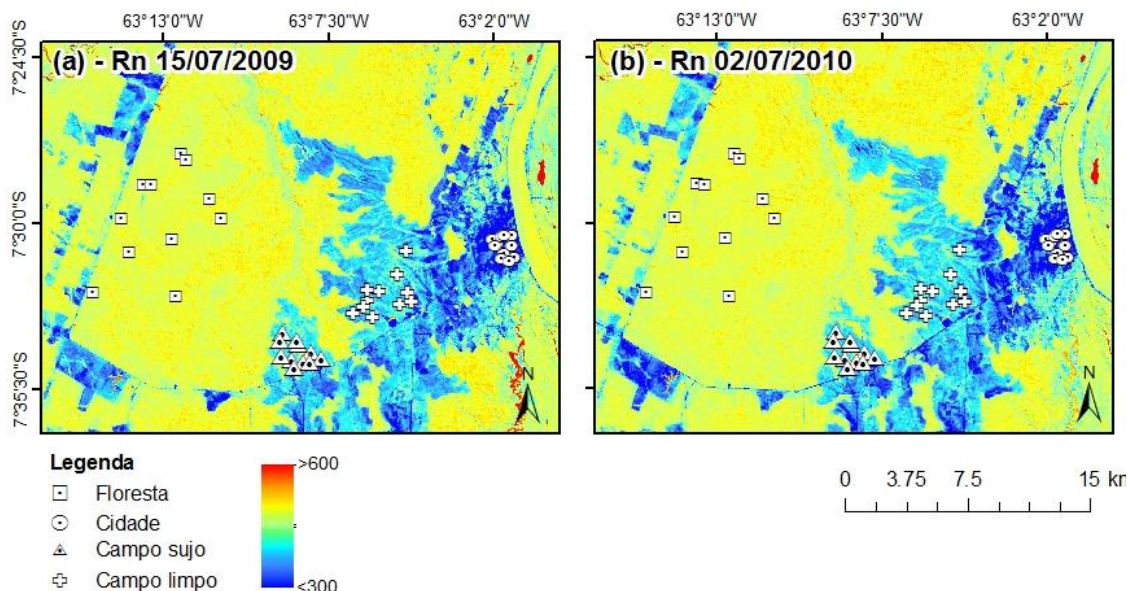 63°13'0"W 63°7'30"W 63°2'0"W 63°13'0"W 63°7'30"W 63°2'0"W
7°24'30"S
(a) - Rn 15/07/2009
(b) - Rn 02/07/2010
7°30'0"S
7°35'30"S
N
N
Legenda
Floresta
Cidade
Campo sujo
Campo limpo
>600
<300
0 3.75 7.5 15 km